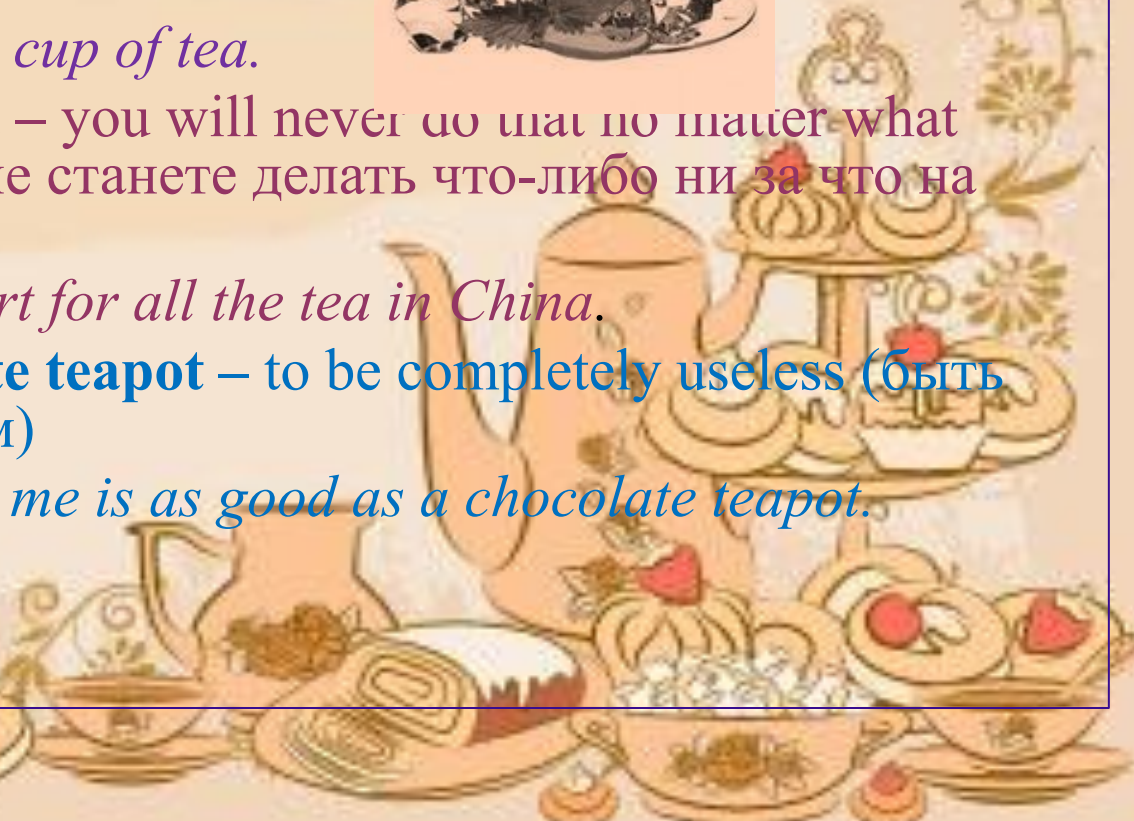 cup of tea.
– you will never do that no matter what
не станете делать что-либо ни за что на
for all the tea in China.
teapot – to be completely useless (быть
me is as good as a chocolate teapot.